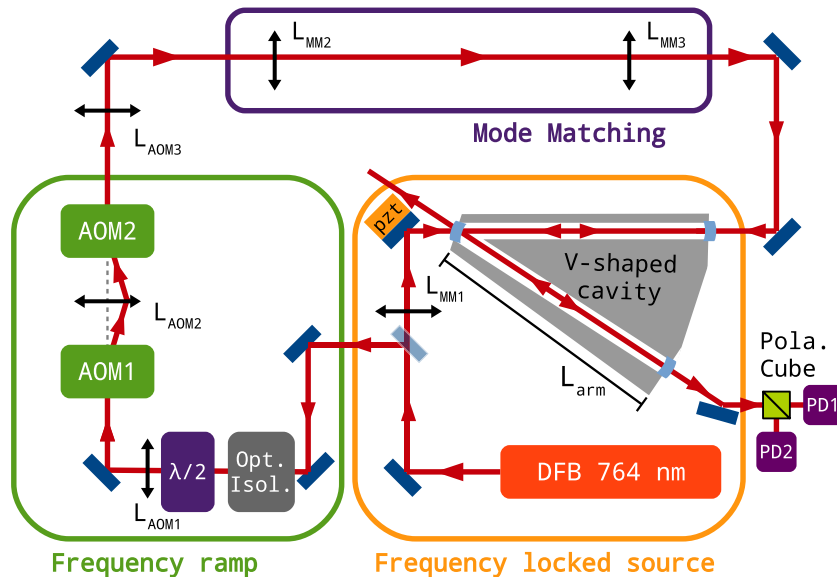 L_MM2
L_MM3
Mode Matching
L_AOM3
AOM2
L_AOM2
AOM1
λ/2
Opt.
Isol.
L_AOM1
Frequency ramp
pzt
V-shaped
cavity
L_MM1
L_arm
DFB 764 nm
Frequency locked source
Pola.
Cube
PD1
PD2